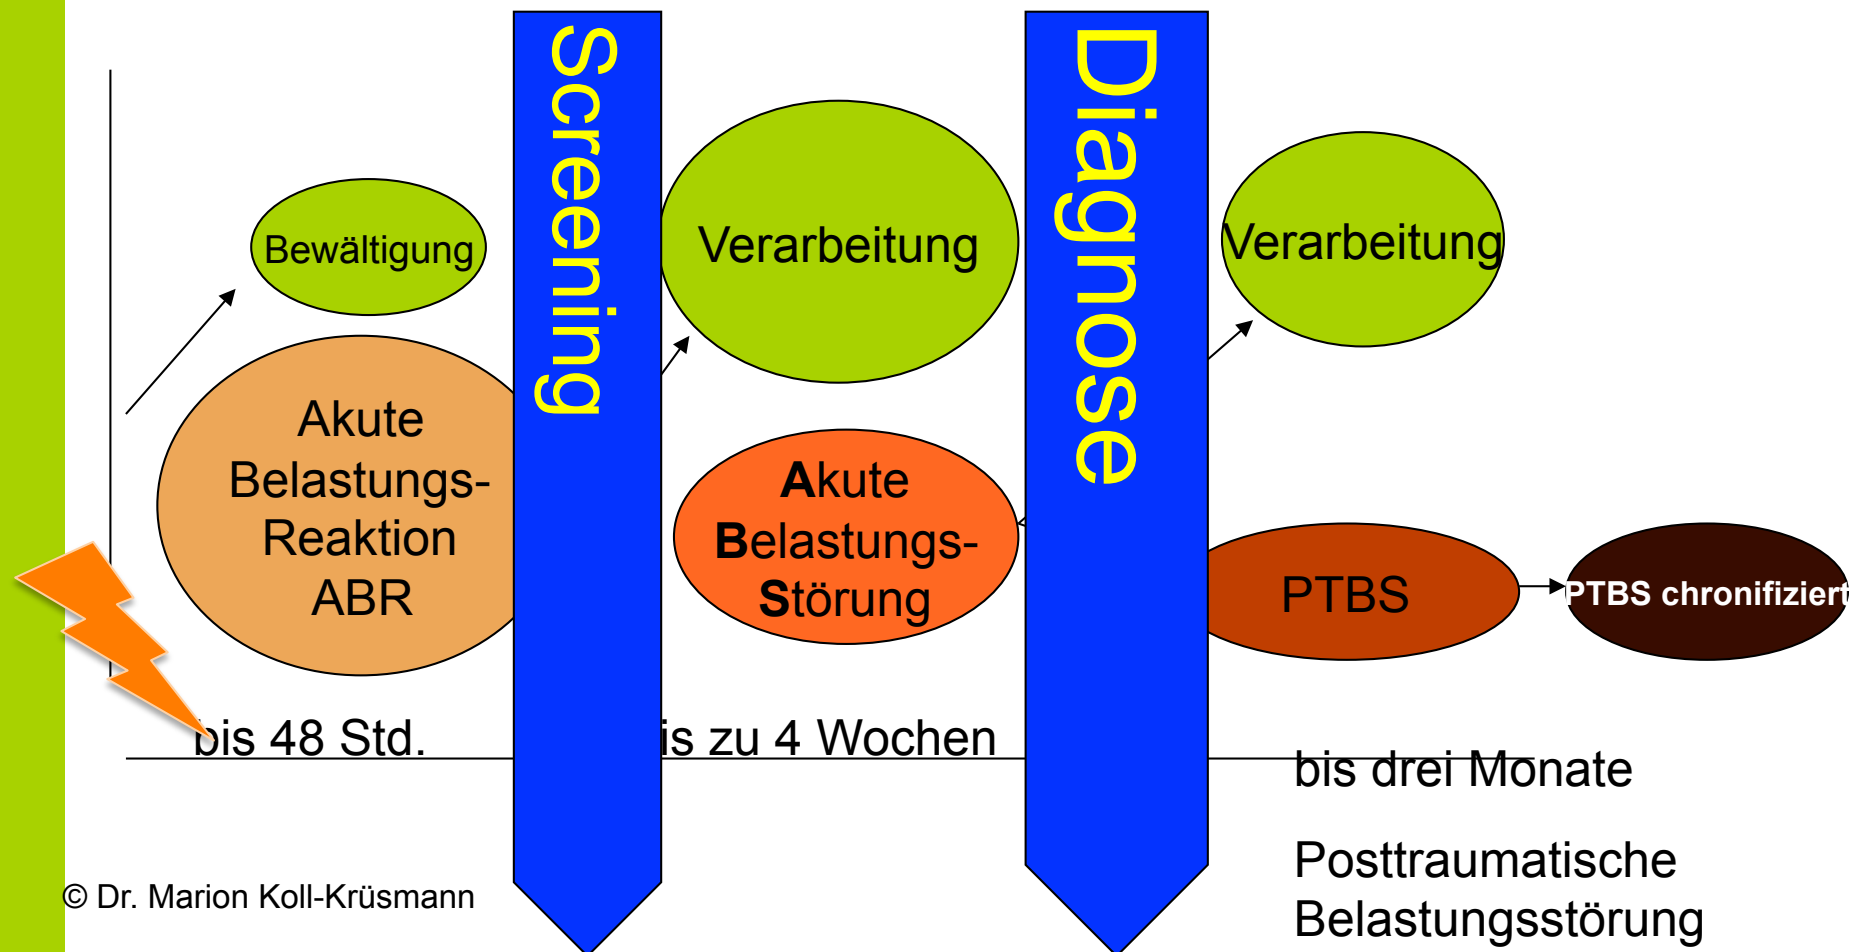 Screening
Diagnose
Bewältigung
Verarbeitung
Verarbeitung
Akute
Belastungs-
Reaktion
ABR
Akute
Belastungs-
Störung
PTBS
PTBS chronifiziert
bis 48 Std.
is zu 4 Wochen
bis drei Monate
Posttraumatische
Belastungsstörung
© Dr. Marion Koll-Krüsmann